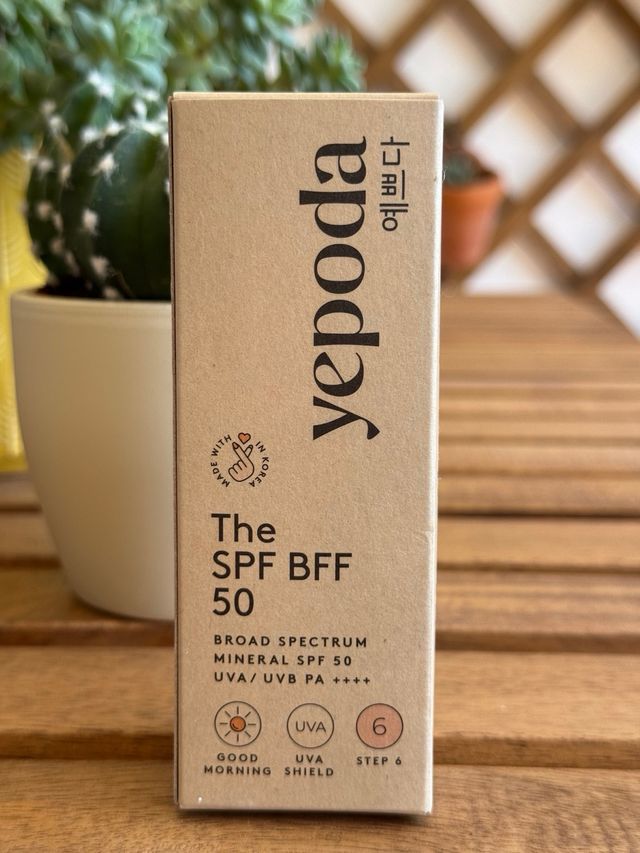 yepoda
예쁘다
MADE WITH IN KOREA
The
SPF BFF
50
BROAD SPECTRUM
MINERAL SPF 50
UVA/ UVB PA ++++
UVA 6
GOOD MORNING
UVA SHIELD
STEP 6